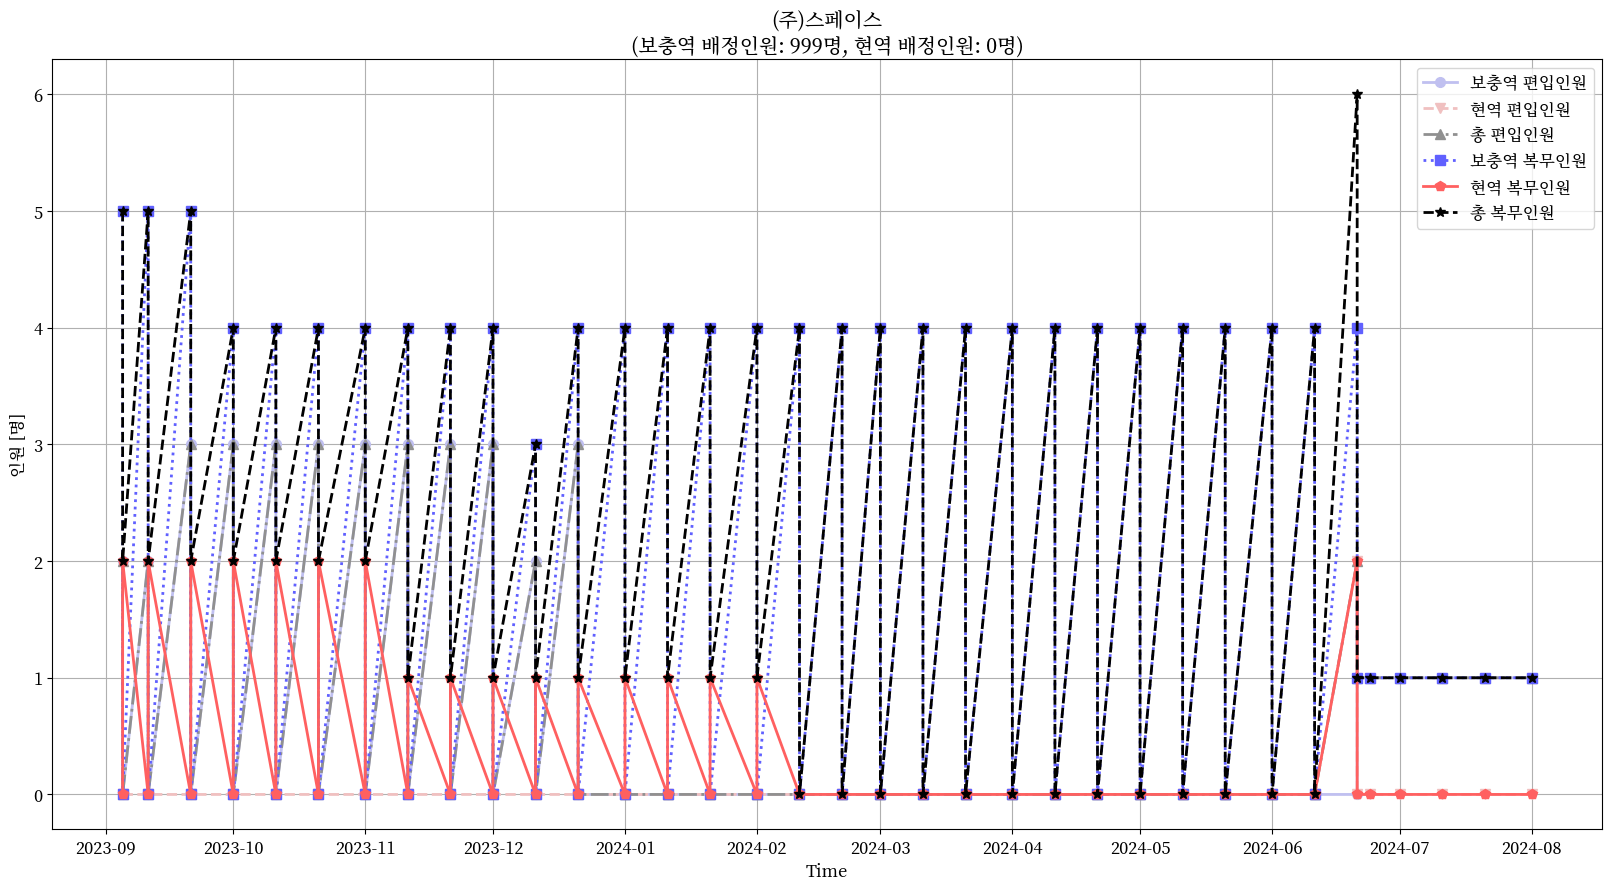 (주)스페이스
(보충역 배정인원: 999명, 현역 배정인원: 0명)
보충역 편입인원
현역 편입인원
총 편입인원
보충역 복무인원
현역 복무인원
총 복무인원
인원 [명]
6
5
4
3
2
1
0
2023-09 2023-10 2023-11 2023-12 2024-01 2024-02 2024-03 2024-04 2024-05 2024-06 2024-07 2024-08
Time